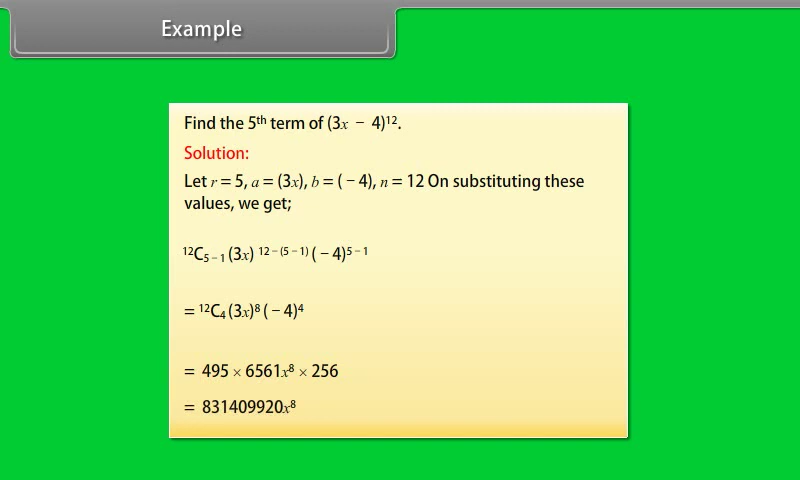 Example
Find the 5ᵗʰ term of (3x − 4)¹².
Solution:
Let r = 5, a = (3x), b = ( − 4), n = 12 On substituting these
values, we get;
¹²C₅₋₁ (3x) ¹²⁻⁽⁵⁻¹⁾ ( − 4)⁵⁻¹
= ¹²C₄ (3x)⁸ ( − 4)⁴
= 495 × 6561x⁸ × 256
= 831409920x⁸